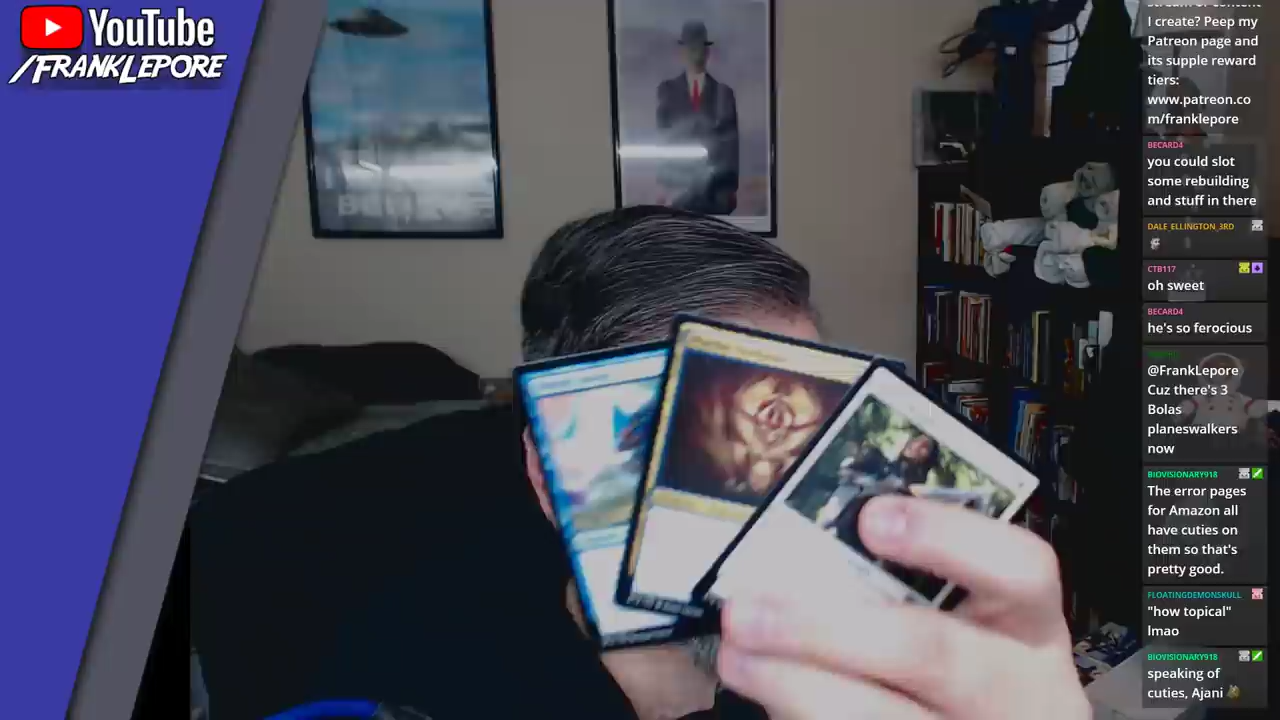 YouTube
/FRANKLEPORE
I create? Peep my
Patreon page and
its supple reward
tiers:
www.patreon.co
m/franklepore
BECARD4
you could slot
some rebuilding
and stuff in there
DALE_ELLINGTON_3RD
CTB117
oh sweet
BECARD4
he's so ferocious
@FrankLepore
Cuz there's 3
Bolas
planeswalkers
now
BIOVISIONARY918
The error pages
for Amazon all
have cuties on
them so that's
pretty good.
FLOATINGDEMONSKULL
"how topical"
lmao
BIOVISIONARY918
speaking of
cuties, Ajani